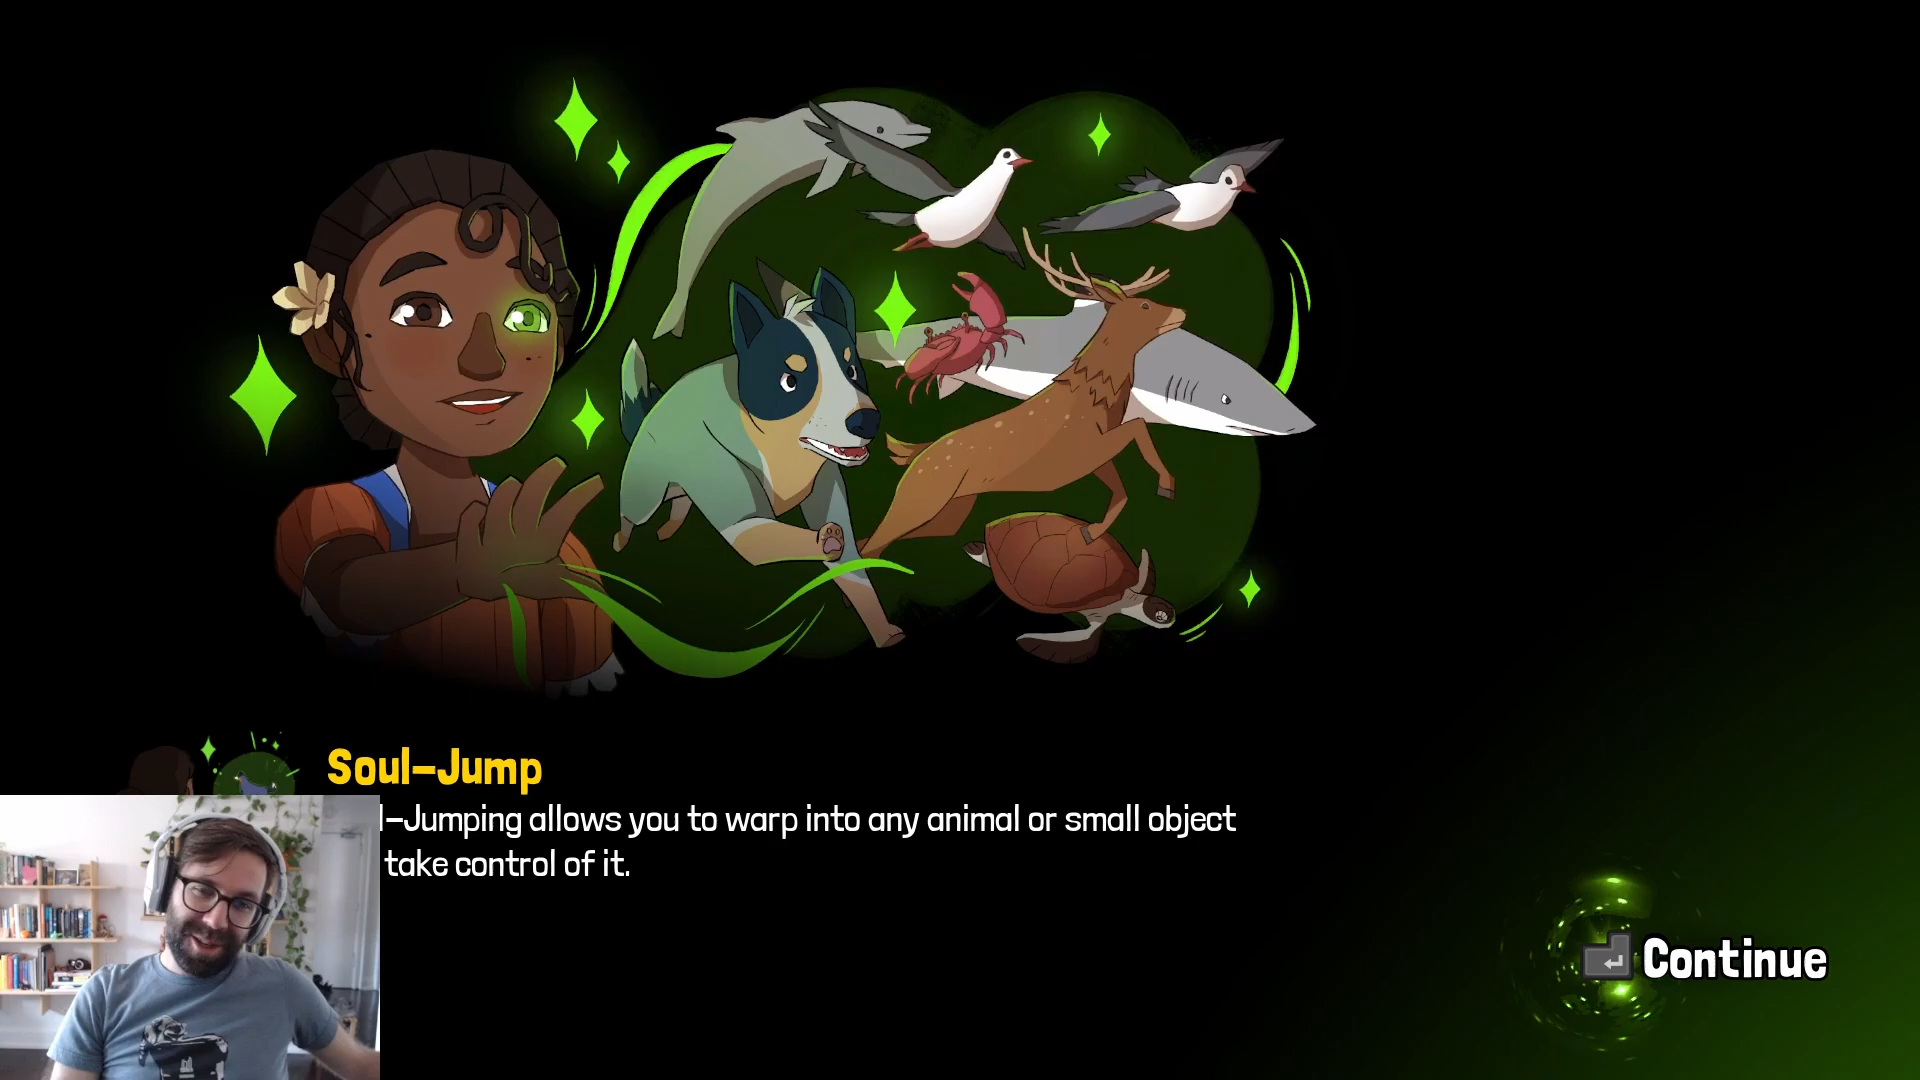 Soul-Jump
l-Jumping allows you to warp into any animal or small object
take control of it.
Continue